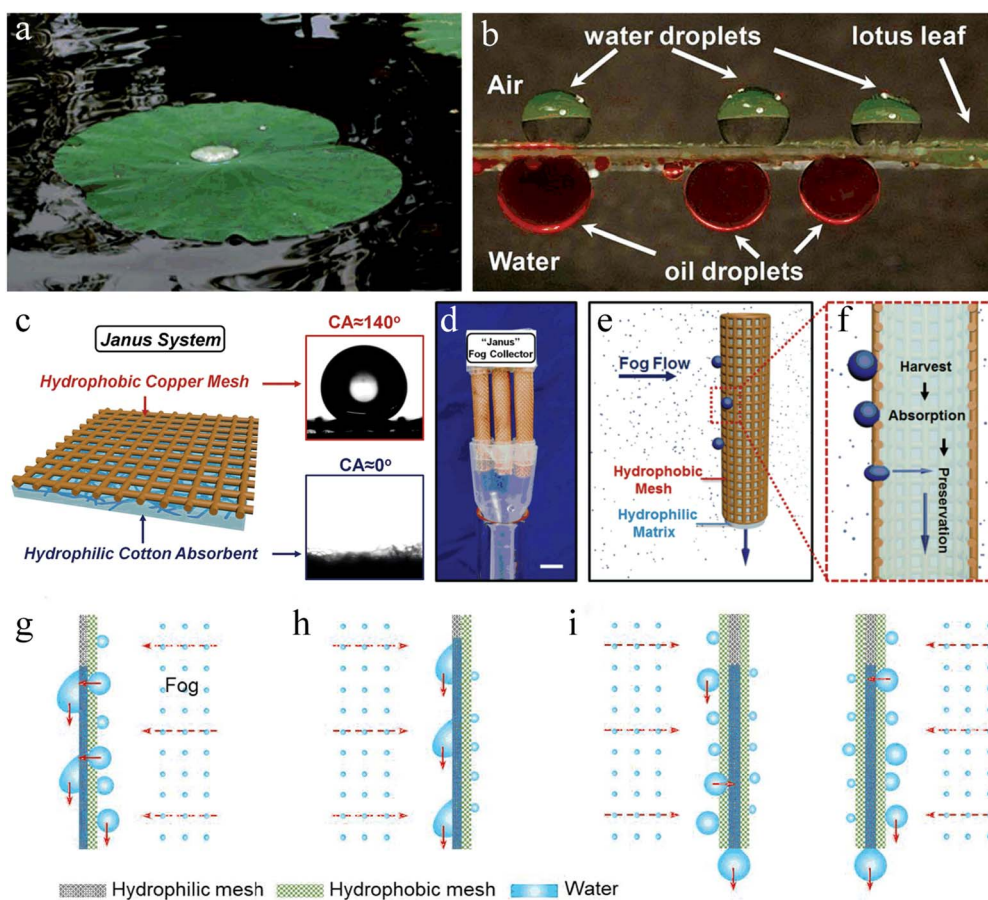 a
b
water droplets
lotus leaf
Air
Water
oil droplets
c
Janus System
Hydrophobic Copper Mesh
Hydrophilic Cotton Absorbent
CA≈140°
CA≈0°
d
"Janus"
Fog Collector
e
Fog Flow
Hydrophobic
Mesh
Hydrophilic
Matrix
f
Harvest
Absorption
Preservation
g
Fog
h
i
Hydrophilic mesh
Hydrophobic mesh
Water